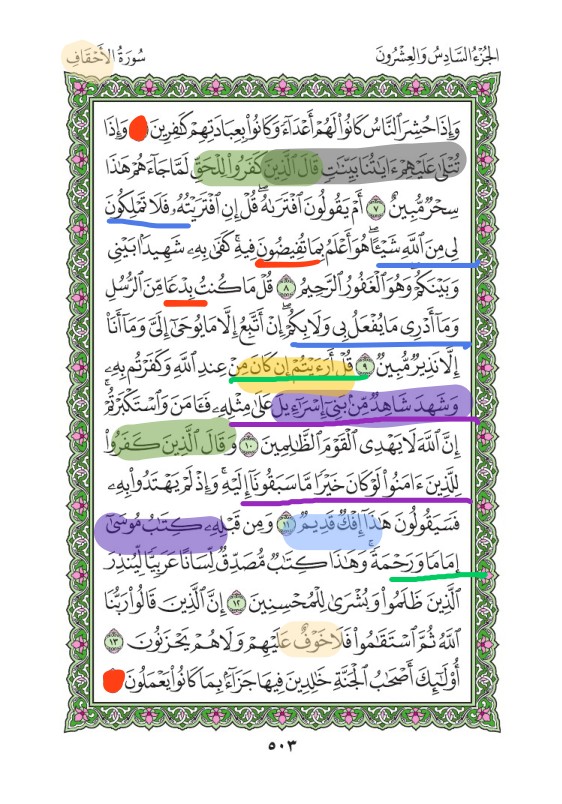 الجُزْءُ السَّادِسُ وَالعِشْرُونَ
سُورَةُ الأَحْقَافِ
وَإِذَا حُشِرَ النَّاسُ كَانُوا۟ لَهُمْ أَعْدَآءً وَكَانُوا۟ بِعِبَادَتِهِمْ كَٰفِرِينَ وَإِذَا
تُتْلَىٰ عَلَيْهِمْ ءَايَٰتُنَا بَيِّنَٰتٍ قَالَ ٱلَّذِينَ كَفَرُوا۟ لِلْحَقِّ لَمَّا جَآءَهُمْ هَٰذَا
سِحْرٌ مُّبِينٌ ٧ أَمْ يَقُولُونَ ٱفْتَرَىٰهُ ۖ قُلْ إِنِ ٱفْتَرَيْتُهُۥ فَلَا تَمْلِكُونَ
لِى مِنَ ٱللَّهِ شَيْـًٔا ۖ هُوَ أَعْلَمُ بِمَا تُفِيضُونَ فِيهِ ۖ كَفَىٰ بِهِۦ شَهِيدًۢا بَيْنِى
وَبَيْنَكُمْ ۖ وَهُوَ ٱلْغَفُورُ ٱلرَّحِيمُ ٨ قُلْ مَا كُنتُ بِدْعًا مِّنَ ٱلرُّسُلِ
وَمَآ أَدْرِى مَا يُفْعَلُ بِى وَلَا بِكُمْ ۖ إِنْ أَتَّبِعُ إِلَّا مَا يُوحَىٰٓ إِلَىَّ وَمَآ أَنَا۠
إِلَّا نَذِيرٌ مُّبِينٌ ٩ قُلْ أَرَءَيْتُمْ إِن كَانَ مِنْ عِندِ ٱللَّهِ وَكَفَرْتُم بِهِۦ
وَشَهِدَ شَاهِدٌ مِّنۢ بَنِىٓ إِسْرَٰٓءِيلَ عَلَىٰ مِثْلِهِۦ فَـَٔامَنَ وَٱسْتَكْبَرْتُمْ ۖ
إِنَّ ٱللَّهَ لَا يَهْدِى ٱلْقَوْمَ ٱلظَّٰلِمِينَ ١٠ وَقَالَ ٱلَّذِينَ كَفَرُوا۟
لِلَّذِينَ ءَامَنُوا۟ لَوْ كَانَ خَيْرًا مَّا سَبَقُونَآ إِلَيْهِ ۚ وَإِذْ لَمْ يَهْتَدُوا۟ بِهِۦ
فَسَيَقُولُونَ هَٰذَآ إِفْكٌ قَدِيمٌ ١١ وَمِن قَبْلِهِۦ كِتَٰبُ مُوسَىٰٓ
إِمَامًا وَرَحْمَةً ۚ وَهَٰذَا كِتَٰبٌ مُّصَدِّقٌ لِّسَانًا عَرَبِيًّا لِّيُنذِرَ
ٱلَّذِينَ ظَلَمُوا۟ وَبُشْرَىٰ لِلْمُحْسِنِينَ ١٢ إِنَّ ٱلَّذِينَ قَالُوا۟ رَبُّنَا
ٱللَّهُ ثُمَّ ٱسْتَقَٰمُوا۟ فَلَا خَوْفٌ عَلَيْهِمْ وَلَا هُمْ يَحْزَنُونَ ١٣
أُو۟لَٰٓئِكَ أَصْحَٰبُ ٱلْجَنَّةِ خَٰلِدِينَ فِيهَا جَزَآءًۢ بِمَا كَانُوا۟ يَعْمَلُونَ
٥٠٣